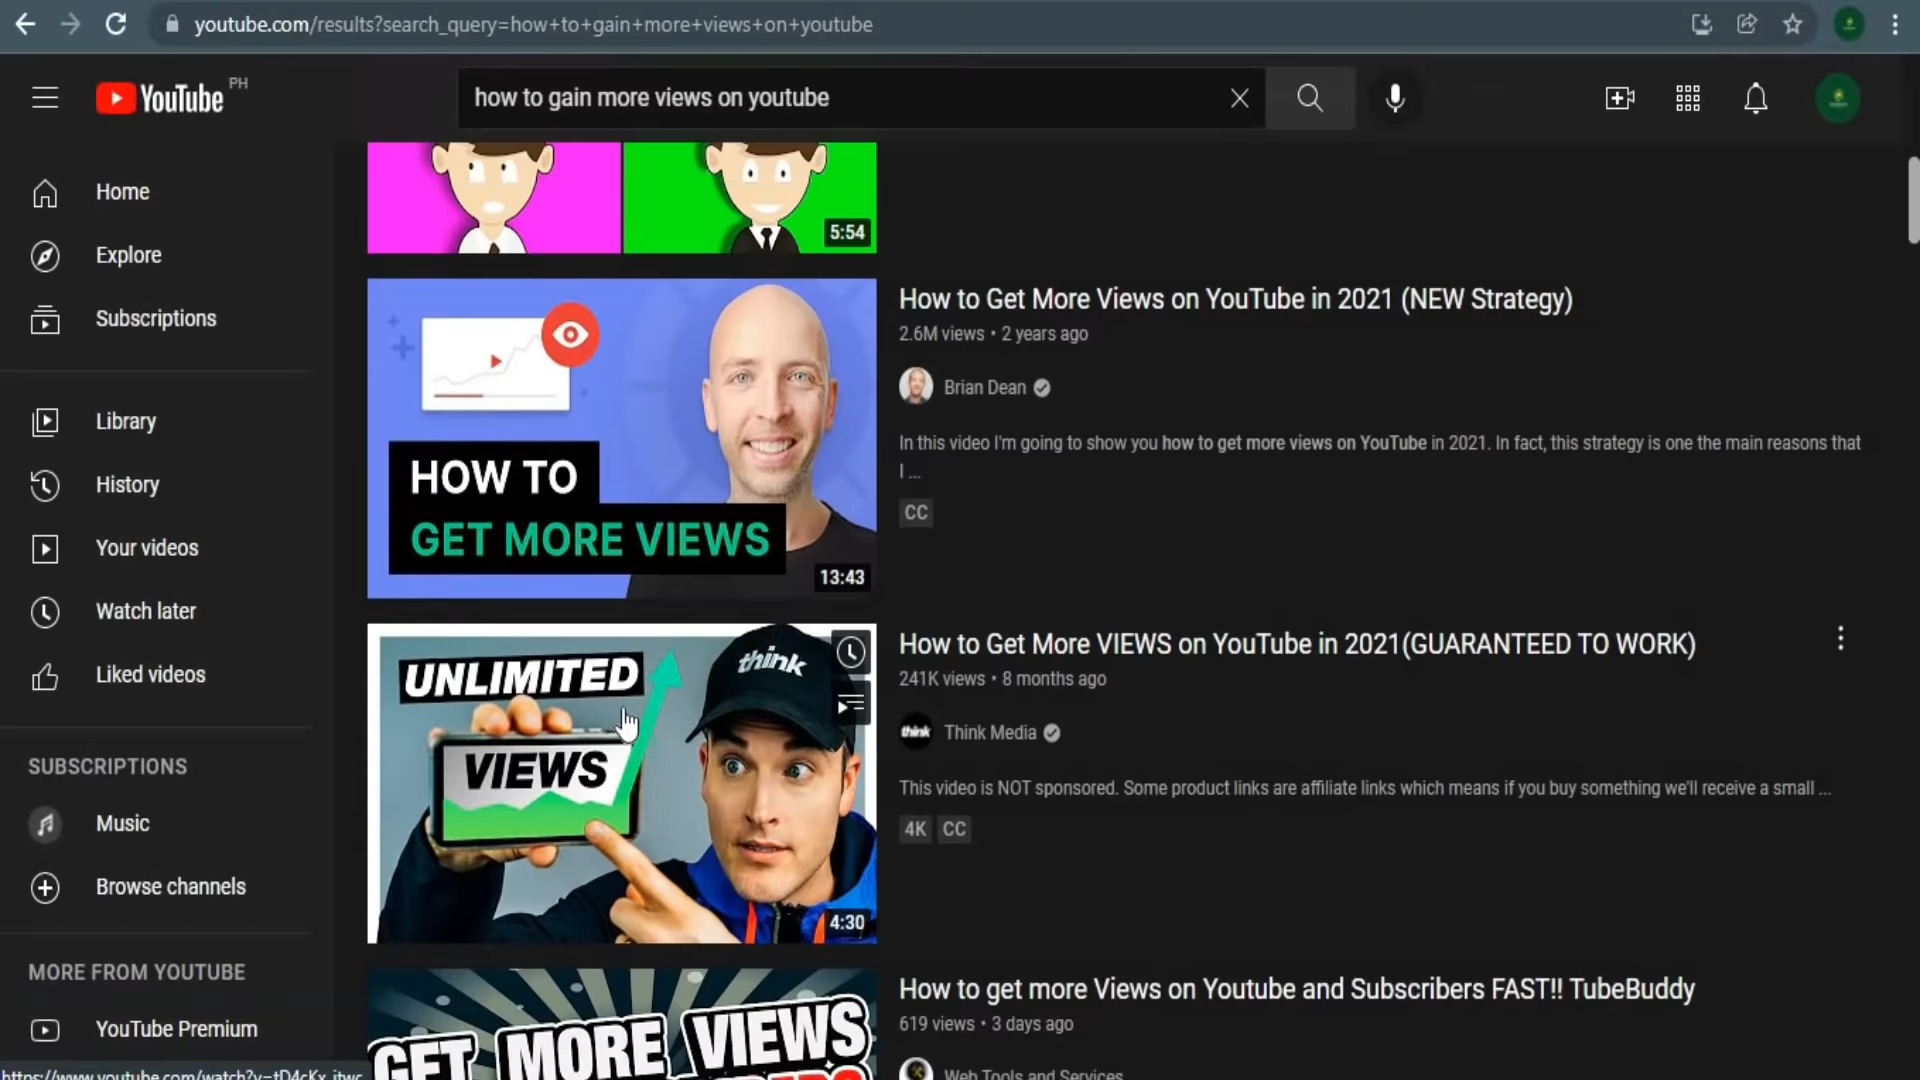 youtube.com/results?search_query=how+to+gain+more+views+on+youtube
YouTube PH
how to gain more views on youtube
Home
Explore
Subscriptions
Library
History
Your videos
Watch later
Liked videos
SUBSCRIPTIONS
Music
Browse channels
MORE FROM YOUTUBE
YouTube Premium
5:54
HOW TO
GET MORE VIEWS
13:43
How to Get More Views on YouTube in 2021 (NEW Strategy)
2.6M views • 2 years ago
Brian Dean
In this video I'm going to show you how to get more views on YouTube in 2021. In fact, this strategy is one the main reasons that
I ...
CC
UNLIMITED
VIEWS
think
4:30
How to Get More VIEWS on YouTube in 2021(GUARANTEED TO WORK)
241K views • 8 months ago
think
Think Media
This video is NOT sponsored. Some product links are affiliate links which means if you buy something we'll receive a small ...
4K CC
GET MORE VIEWS
How to get more Views on Youtube and Subscribers FAST!! TubeBuddy
619 views • 3 days ago
Web Tools and Services